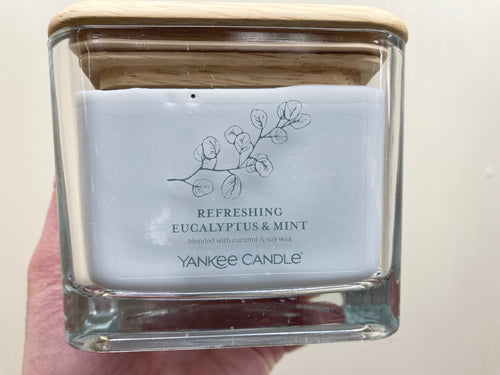 REFRESHING
EUCALYPTUS & MINT
blended with coconut & soy wax
YANKEE CANDLE®